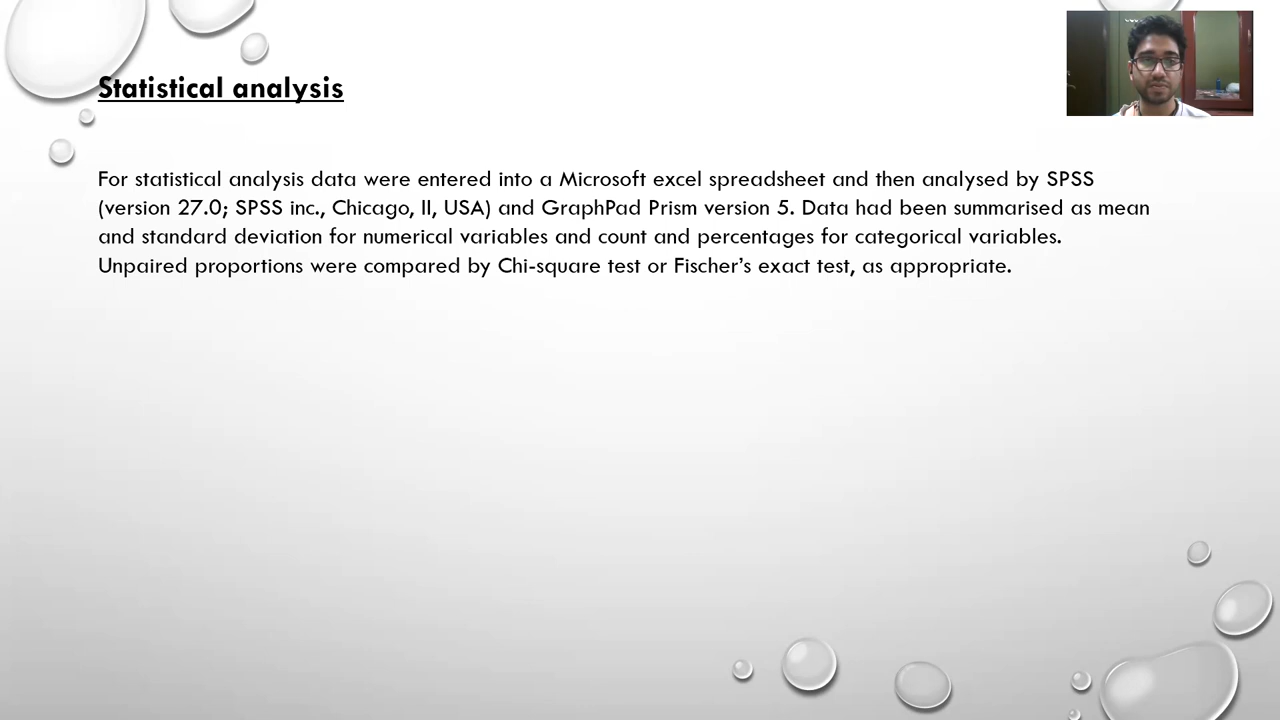 Statistical analysis
For statistical analysis data were entered into a Microsoft excel spreadsheet and then analysed by SPSS
(version 27.0; SPSS inc., Chicago, II, USA) and GraphPad Prism version 5. Data had been summarised as mean
and standard deviation for numerical variables and count and percentages for categorical variables.
Unpaired proportions were compared by Chi-square test or Fischer’s exact test, as appropriate.